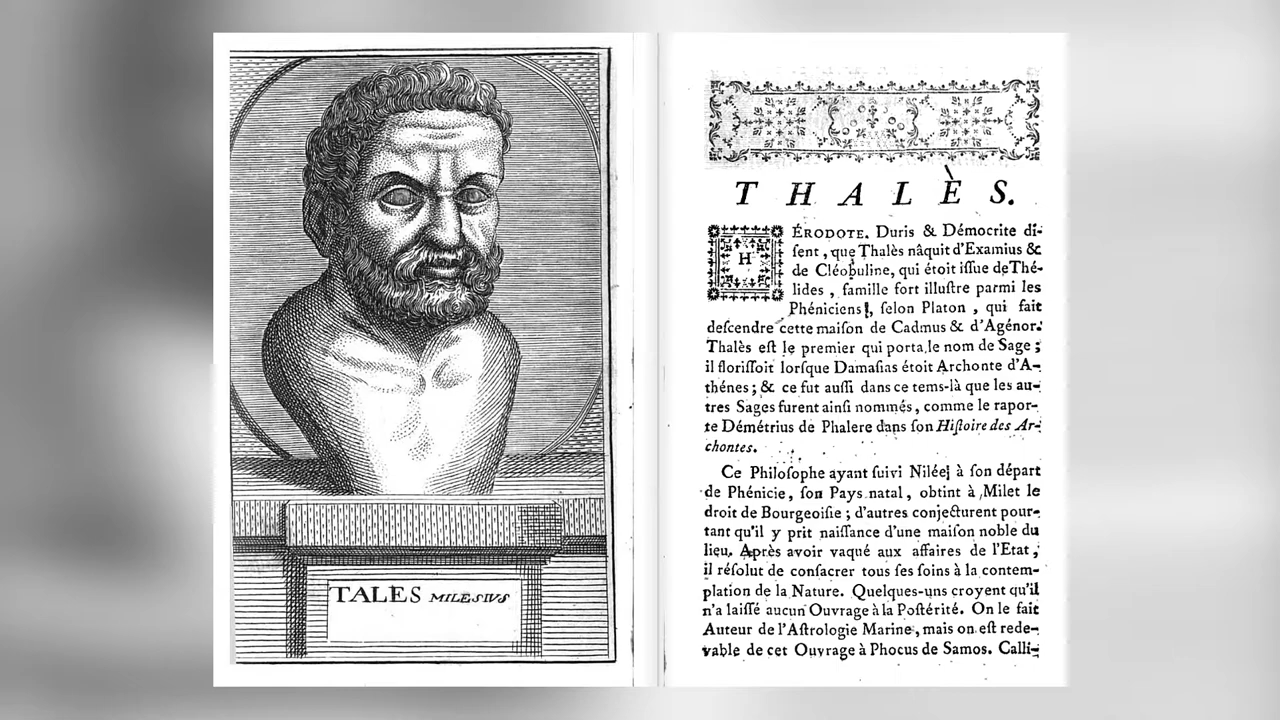 TALES MILESIVS
THALÈS.
HÉRODOTE. Duris & Démocrite di-
ſent, que Thalès nâquit d'Examius &
de Cléobuline, qui étoit iſſue de Thé-
lides, famille fort illuſtre parmi les
Phéniciens, ſelon Platon, qui fait
deſcendre cette maiſon de Cadmus & d'Agénor.
Thalès eſt le premier qui porta le nom de Sage;
il floriſſoit lorſque Damaſias étoit Archonte d'A-
thénes; & ce fut auſſi dans ce tems-là que les au-
tres Sages furent ainſi nommés, comme le rapor-
te Démétrius de Phalere dans ſon Hiſtoire des Ar-
chontes.
Ce Philoſophe ayant ſuivi Nilée à ſon départ
de Phénicie, ſon Pays natal, obtint à Milet le
droit de Bourgeoiſie; d'autres conjecturent pour-
tant qu'il y prit naiſſance d'une maiſon noble du
lieu. Après avoir vaqué aux affaires de l'Etat,
il réſolut de conſacrer tous ſes ſoins à la contem-
plation de la Nature. Quelques-uns croyent qu'il
n'a laiſſé aucun Ouvrage à la Poſtérité. On le fait
Auteur de l'Aſtrologie Marine, mais on eſt rede-
vable de cet Ouvrage à Phocus de Samos. Calli-